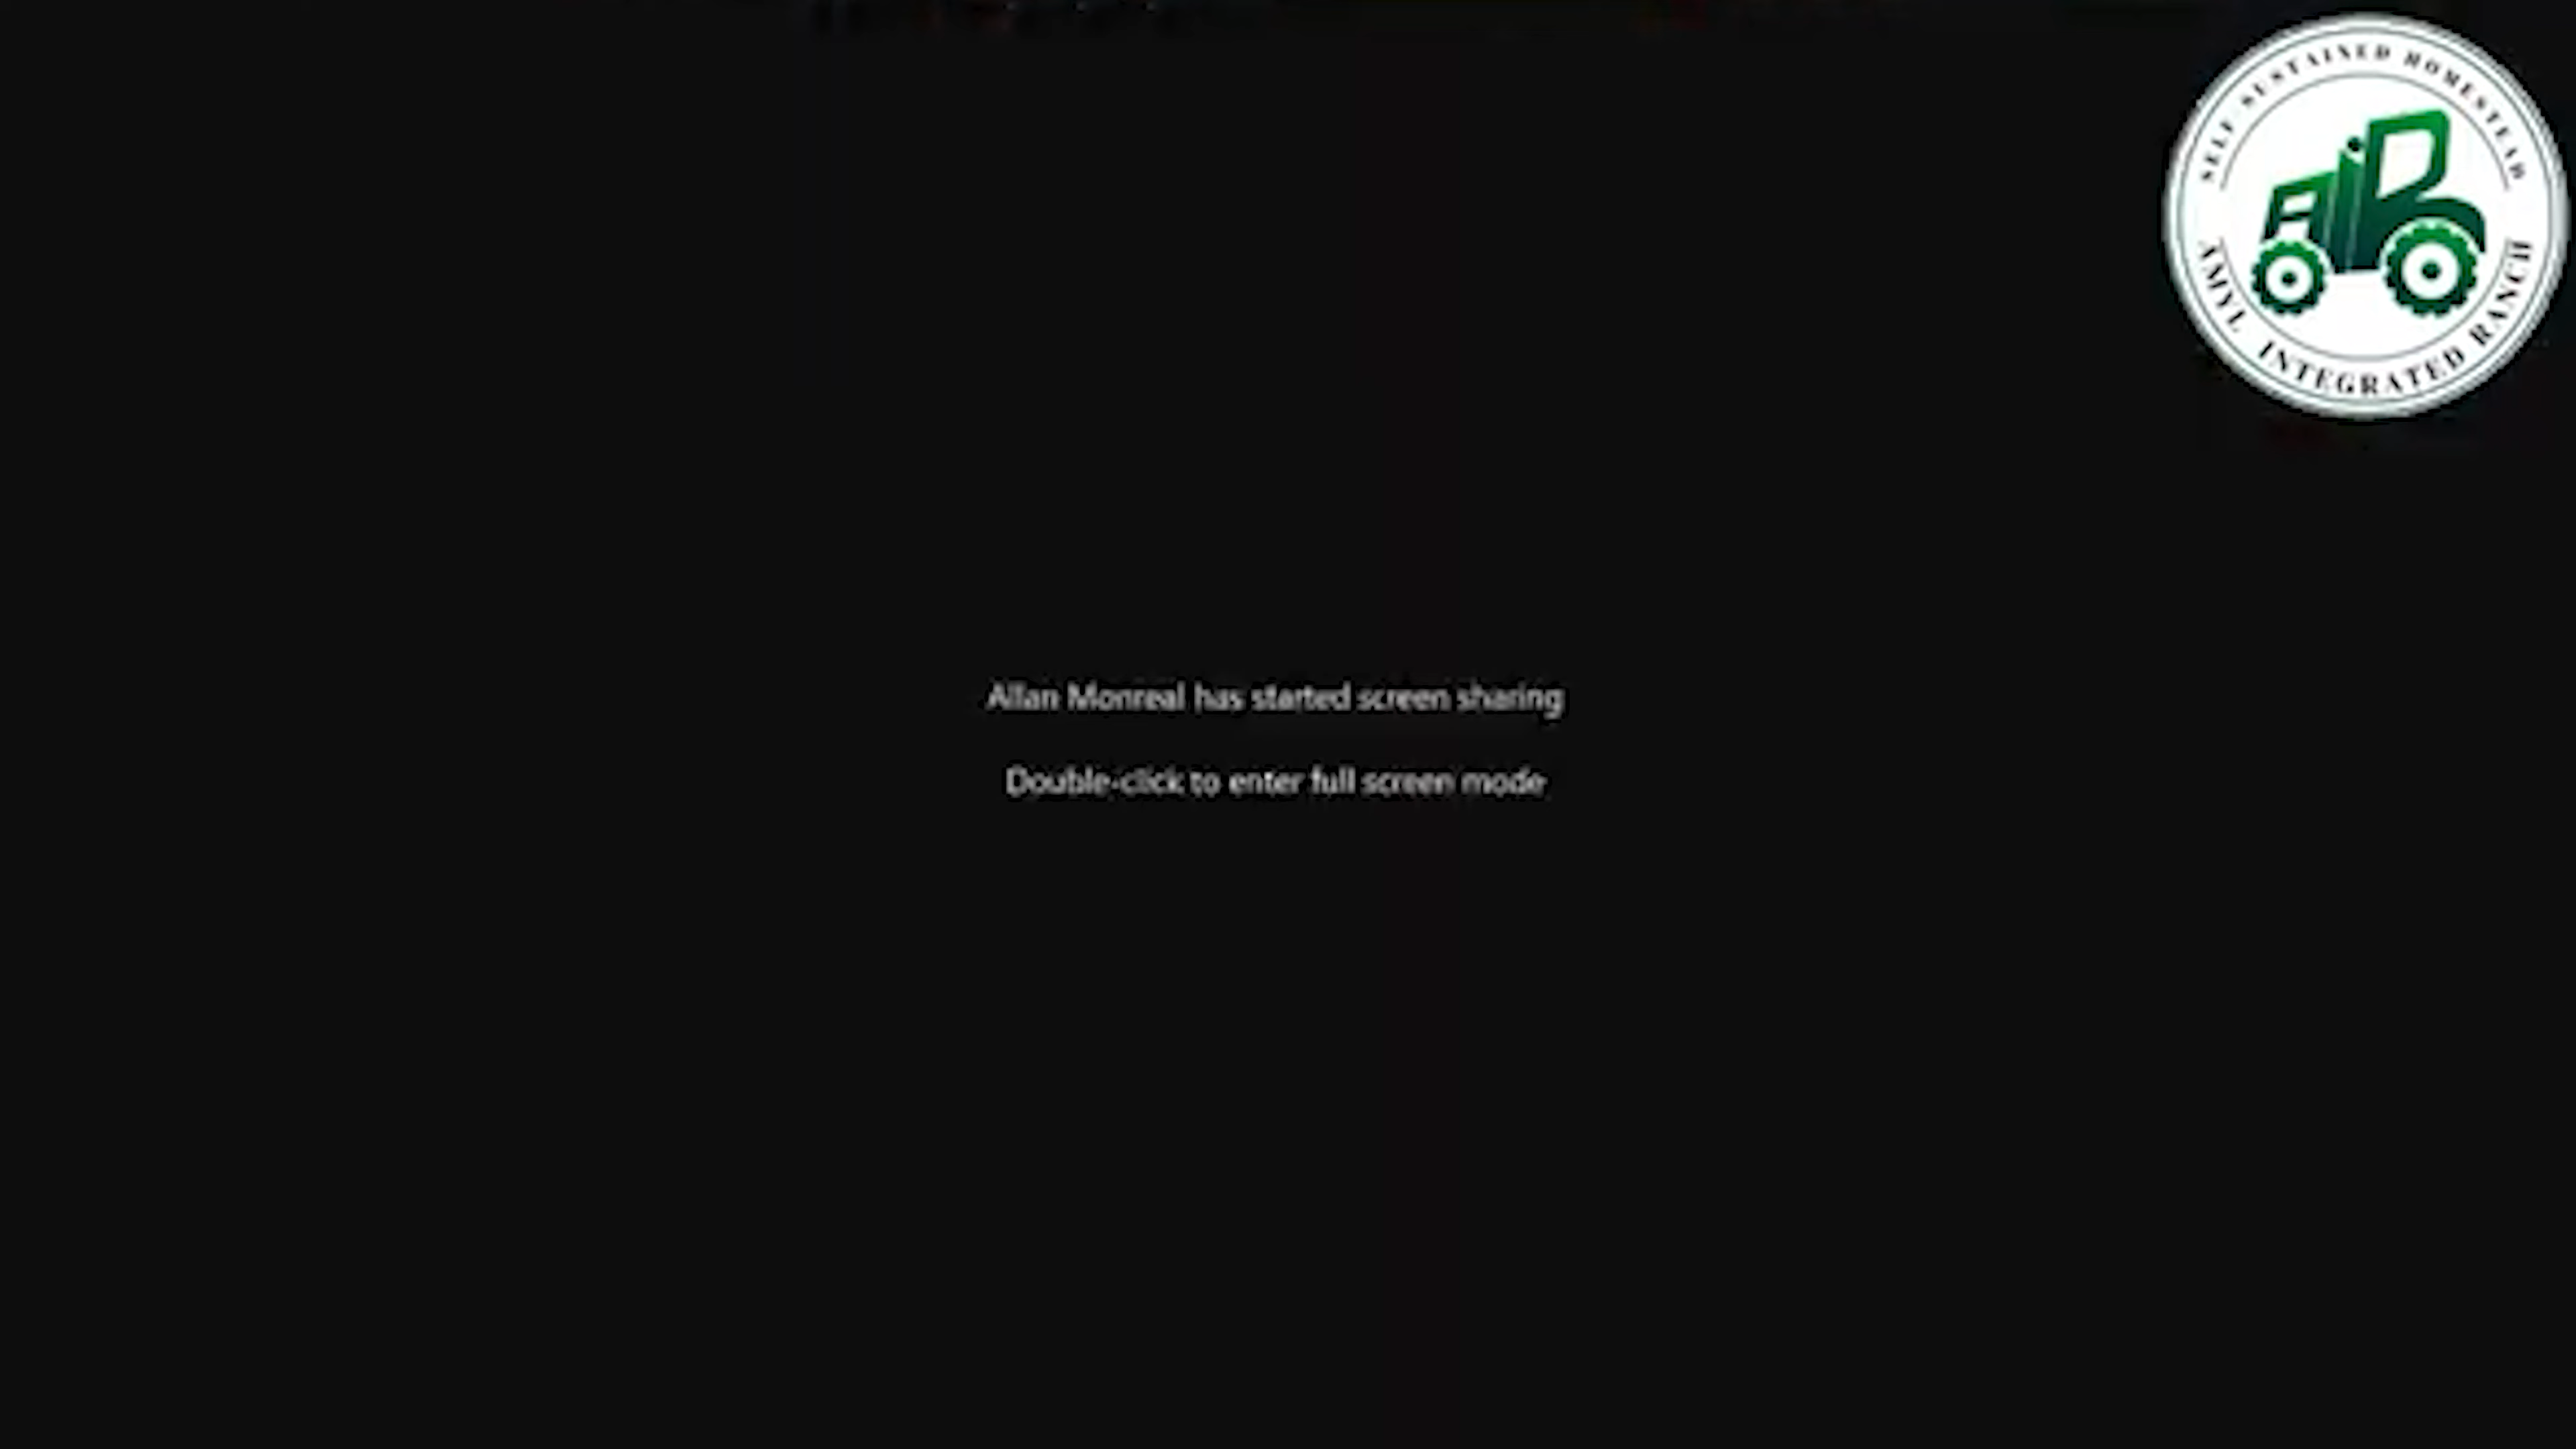 SELF-SUSTAINED HOMESTEAD
AMYL INTEGRATED RANCH
Allan Monreal has started screen sharing
Double-click to enter full screen mode